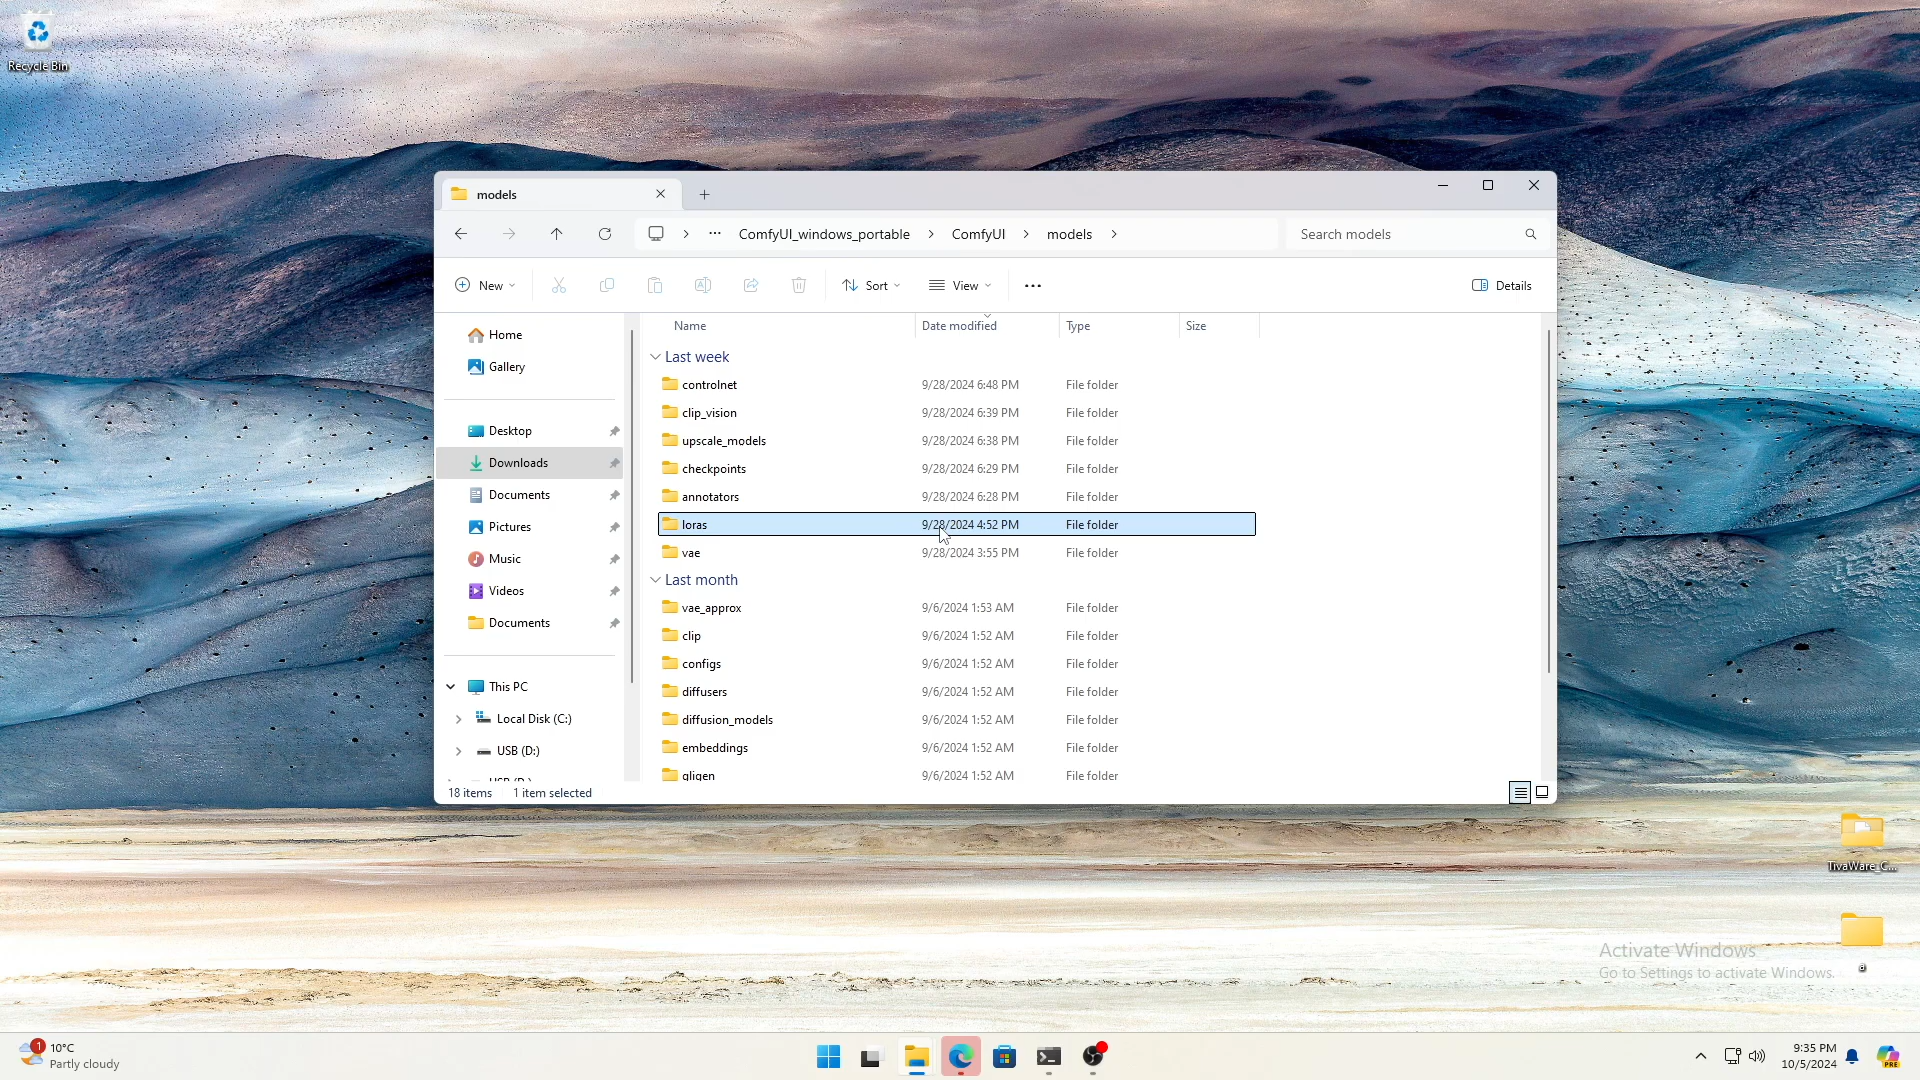 Recycle Bin
models
ComfyUI_windows_portable
ComfyUI
models
Search models
New
Sort
View
Details
Home
Gallery
Desktop
Downloads
Documents
Pictures
Music
Videos
Documents
This PC
Local Disk (C:)
USB (D:)
Name Date modified Type Size
Last week
controlnet 9/28/2024 6:48 PM File folder
clip_vision 9/28/2024 6:39 PM File folder
upscale_models 9/28/2024 6:38 PM File folder
checkpoints 9/28/2024 6:29 PM File folder
annotators 9/28/2024 6:28 PM File folder
loras 9/28/2024 4:52 PM File folder
vae 9/28/2024 3:55 PM File folder
Last month
vae_approx 9/6/2024 1:53 AM File folder
clip 9/6/2024 1:52 AM File folder
configs 9/6/2024 1:52 AM File folder
diffusers 9/6/2024 1:52 AM File folder
diffusion_models 9/6/2024 1:52 AM File folder
embeddings 9/6/2024 1:52 AM File folder
gligen 9/6/2024 1:52 AM File folder
18 items 1 item selected
TivaWare_C...
a
Activate Windows
Go to Settings to activate Windows.
1
10°C
Partly cloudy
9:35 PM
10/5/2024
PRE